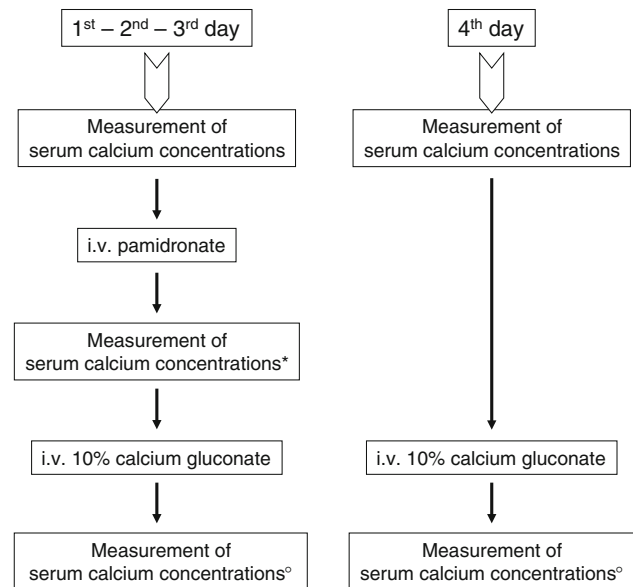 1st – 2nd – 3rd day
Measurement of
serum calcium concentrations
i.v. pamidronate
Measurement of
serum calcium concentrations*
i.v. 10% calcium gluconate
Measurement of
serum calcium concentrations°
4th day
Measurement of
serum calcium concentrations
i.v. 10% calcium gluconate
Measurement of
serum calcium concentrations°